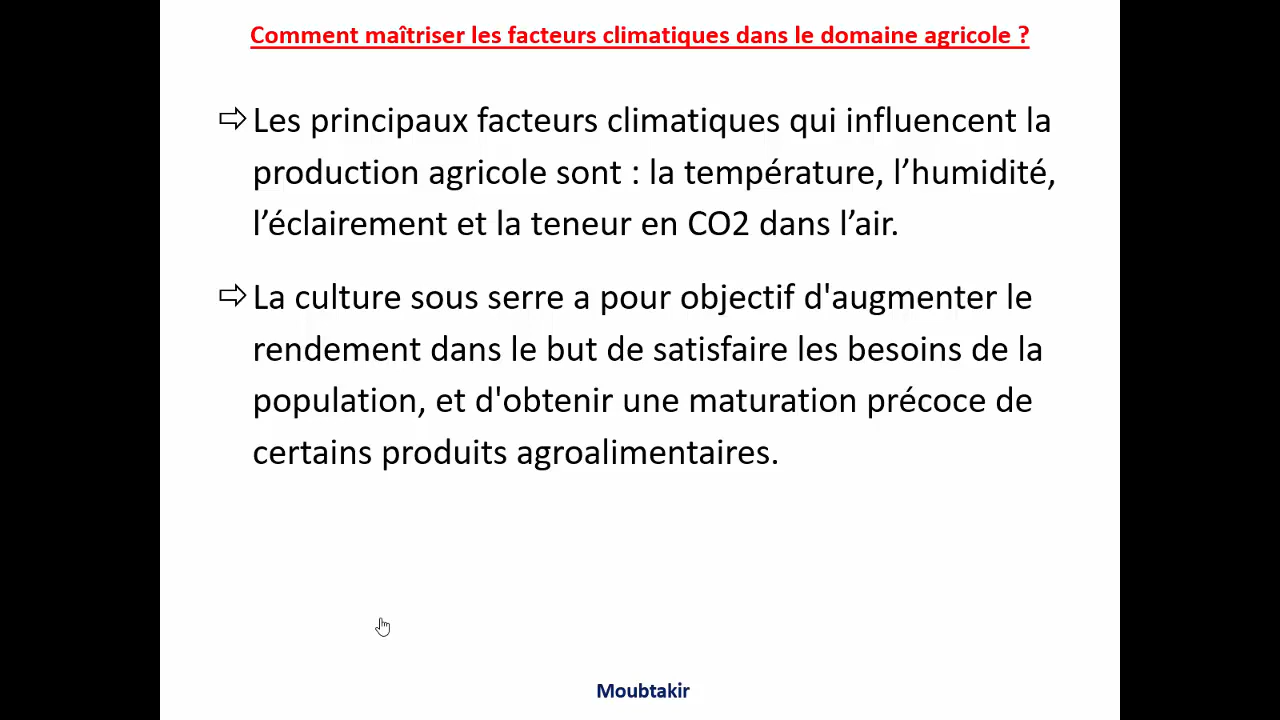 Comment maîtriser les facteurs climatiques dans le domaine agricole ?
⇨ Les principaux facteurs climatiques qui influencent la
production agricole sont : la température, l’humidité,
l’éclairement et la teneur en CO2 dans l’air.
⇨ La culture sous serre a pour objectif d'augmenter le
rendement dans le but de satisfaire les besoins de la
population, et d'obtenir une maturation précoce de
certains produits agroalimentaires.
Moubtakir